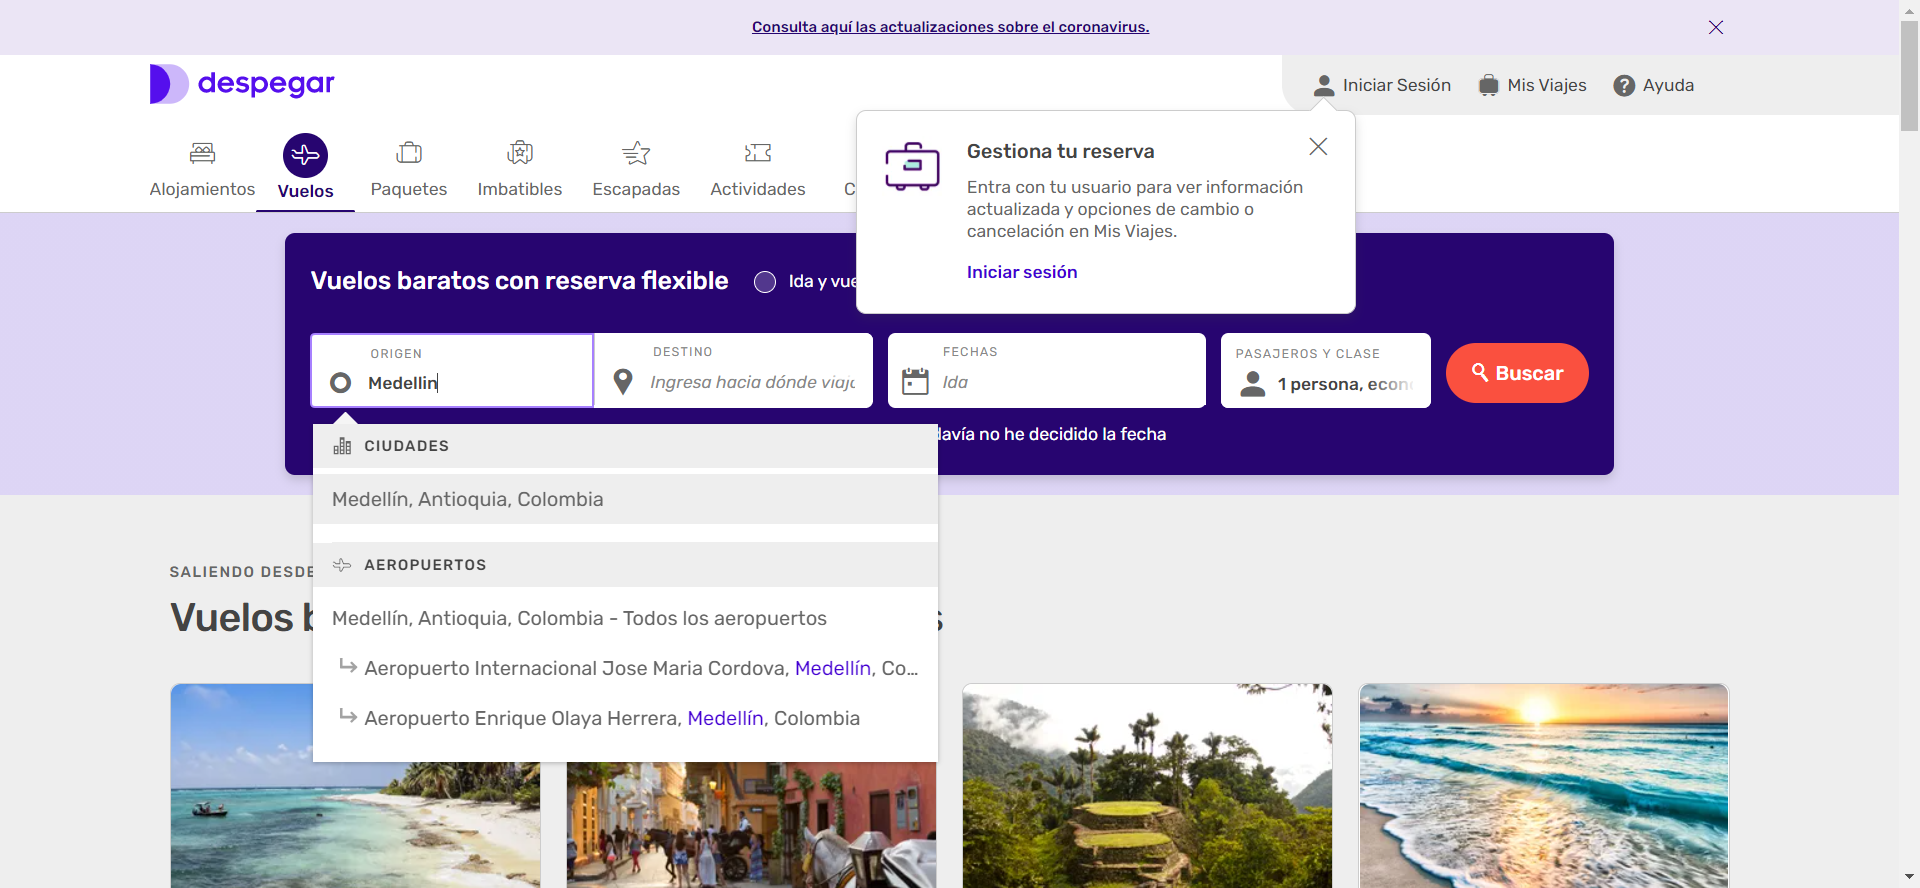 Consulta aquí las actualizaciones sobre el coronavirus.
despegar
Iniciar Sesión
Mis Viajes
? Ayuda
Alojamientos
Vuelos
Paquetes
Imbatibles
Escapadas
Actividades
C
Gestiona tu reserva
Entra con tu usuario para ver información
actualizada y opciones de cambio o
cancelación en Mis Viajes.
Iniciar sesión
Vuelos baratos con reserva flexible
Ida y vue
ORIGEN
Medellin
DESTINO
Ingresa hacia dónde viaja
FECHAS
Ida
PASAJEROS Y CLASE
1 persona, econ
Buscar
davía no he decidido la fecha
CIUDADES
Medellín, Antioquia, Colombia
AEROPUERTOS
Medellín, Antioquia, Colombia - Todos los aeropuertos
Aeropuerto Internacional Jose Maria Cordova, Medellín, Co...
Aeropuerto Enrique Olaya Herrera, Medellín, Colombia
SALIENDO DESDE
Vuelos b
s